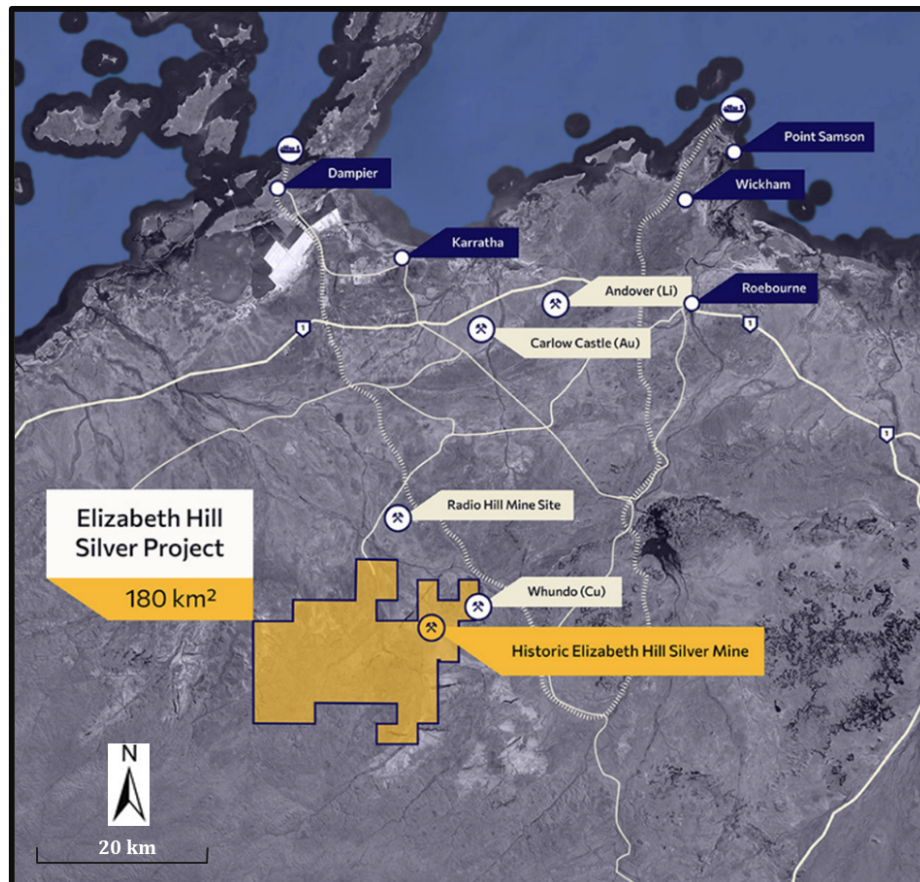 Point Samson
Dampier
Wickham
Karratha
Andover (Li)
Roebourne
1
1
Carlow Castle (Au)
1
Radio Hill Mine Site
Elizabeth Hill
Silver Project
180 km²
Whundo (Cu)
Historic Elizabeth Hill Silver Mine
N
20 km